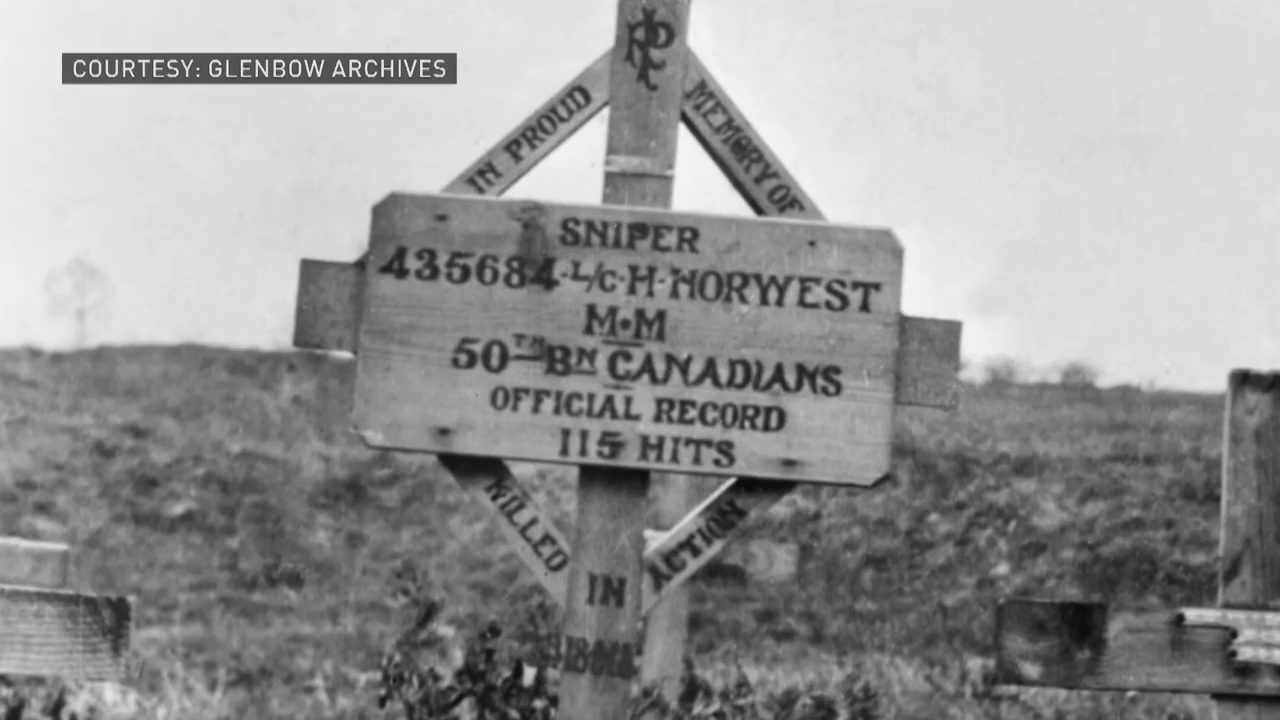 COURTESY: GLENBOW ARCHIVES
RIP
IN PROUD
MEMORY OF
SNIPER
435684·L/C·H·NORWEST
M•M
50TH BN CANADIANS
OFFICIAL RECORD
115 HITS
KILLED
IN
ACTION